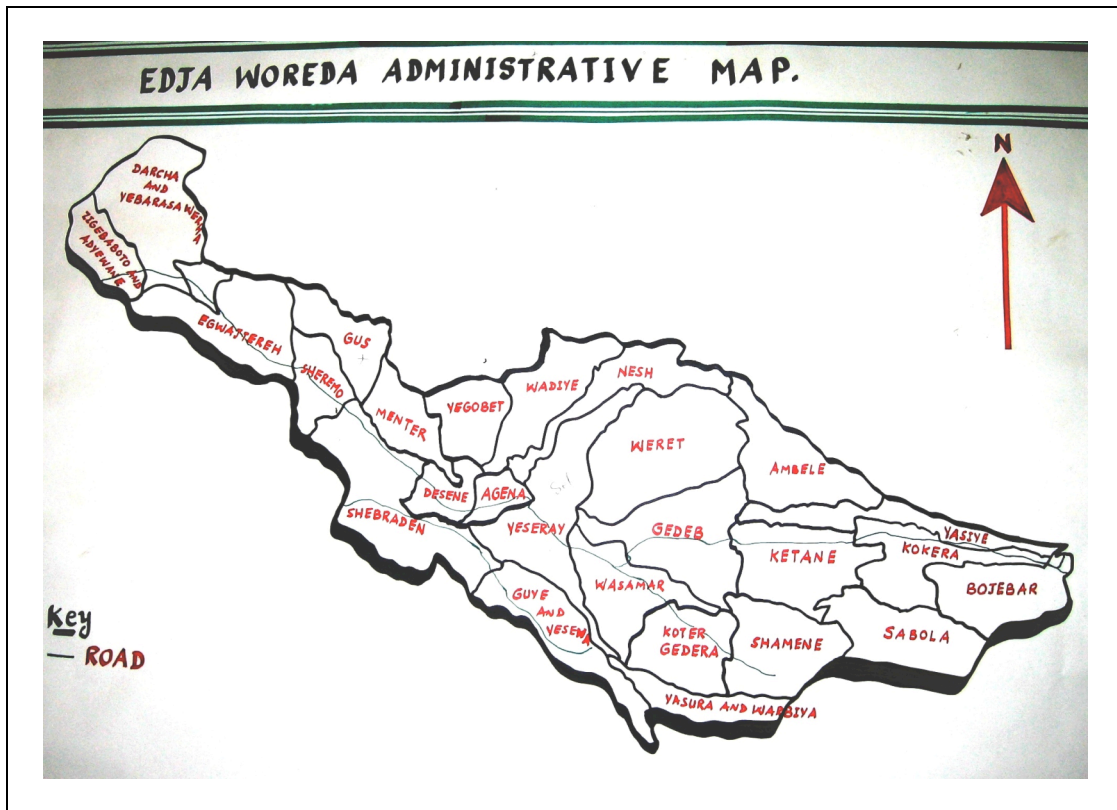 EDJA WOREDA ADMINISTRATIVE MAP.
N
DARCHA
AND
YEBARASA
ZIGEBABOTO AND
ADYEWANE
EGWATIEREH
GUS
SHEREMO
MENTER
YEGOBET
WADIYE
NESH
WERET
AMBELE
DESENE
AGENA
SHEBRADEN
YESERAY
GEDEB
KETANE
YASIYE
KOKERA
BOJEBAR
WASAMAR
GUYE
AND
YESEWA
KOTER
GEDERA
SHAMENE
SABOLA
YASURA AND WARBIYA
Key
ROAD